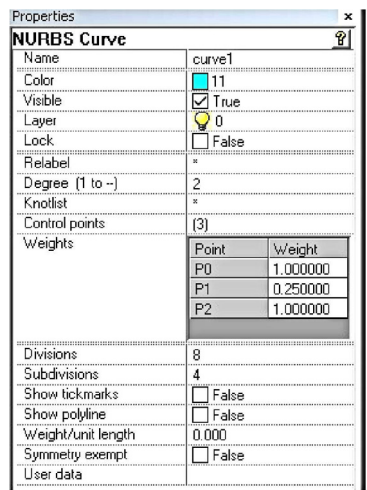 Properties ×
NURBS Curve ?
Name curve1
Color 11
Visible True
Layer 0
Lock False
Relabel *
Degree (1 to --) 2
Knotlist *
Control points (3)
Weights
Point Weight
P0 1.000000
P1 0.250000
P2 1.000000
Divisions 8
Subdivisions 4
Show tickmarks False
Show polyline False
Weight/unit length 0.000
Symmetry exempt False
User data